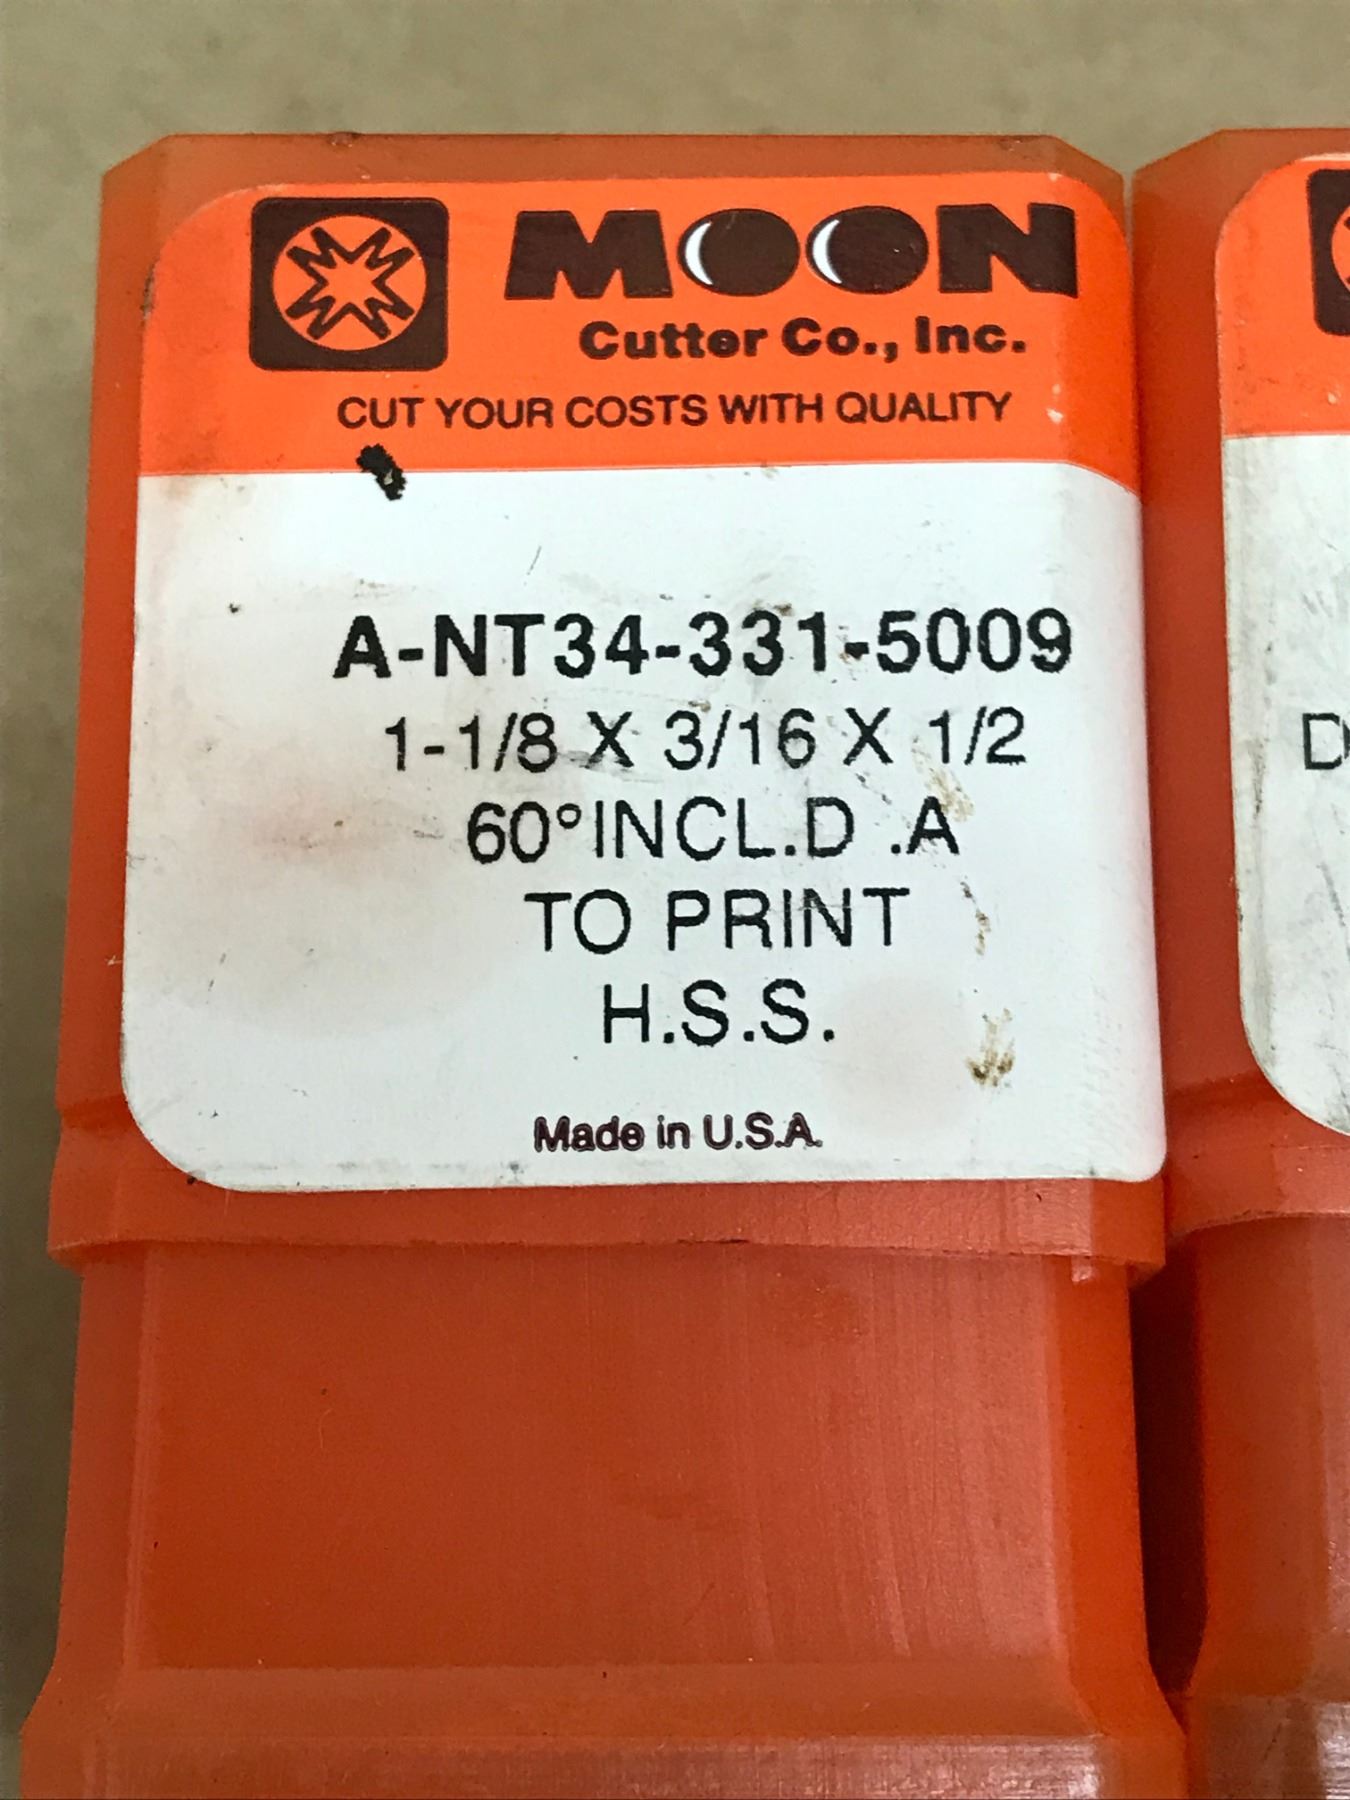 MOON
Cutter Co., Inc.
CUT YOUR COSTS WITH QUALITY
A-NT34-331-5009
1-1/8 X 3/16 X 1/2
60°INCL.D .A
TO PRINT
H.S.S.
Made in U.S.A.
D